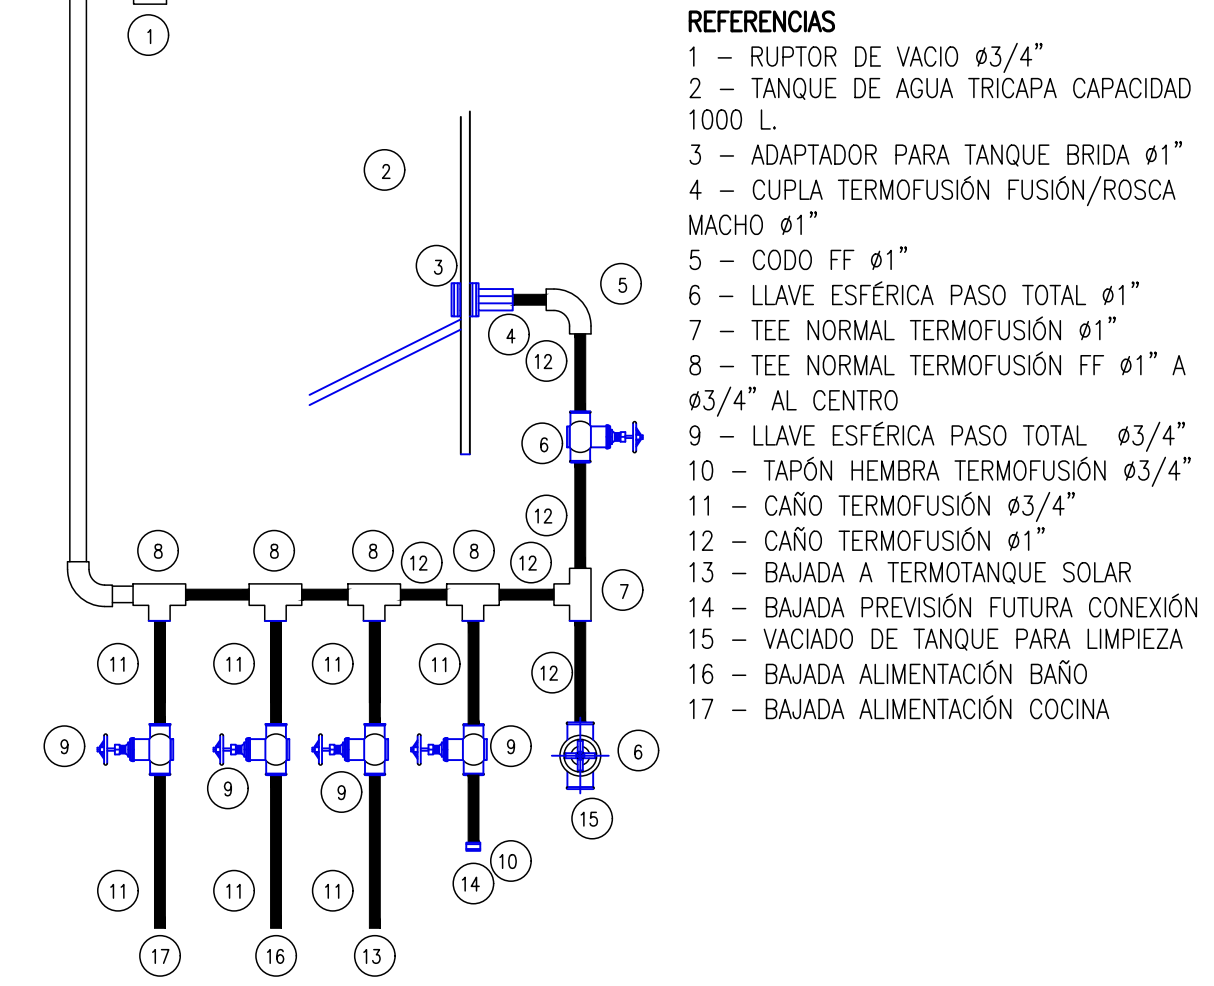 1
2
3
5
4
12
6
12
8
8
8
8
12
12
7
11
11
11
11
12
9
9
6
9
9
15
10
14
11
11
11
17
16
13
REFERENCIAS
1 – RUPTOR DE VACIO ø3/4”
2 – TANQUE DE AGUA TRICAPA CAPACIDAD
1000 L.
3 – ADAPTADOR PARA TANQUE BRIDA ø1”
4 – CUPLA TERMOFUSIÓN FUSIÓN/ROSCA
MACHO ø1”
5 – CODO FF ø1”
6 – LLAVE ESFÉRICA PASO TOTAL ø1”
7 – TEE NORMAL TERMOFUSIÓN ø1”
8 – TEE NORMAL TERMOFUSIÓN FF ø1” A
ø3/4” AL CENTRO
9 – LLAVE ESFÉRICA PASO TOTAL ø3/4”
10 – TAPÓN HEMBRA TERMOFUSIÓN ø3/4”
11 – CAÑO TERMOFUSIÓN ø3/4”
12 – CAÑO TERMOFUSIÓN ø1”
13 – BAJADA A TERMOTANQUE SOLAR
14 – BAJADA PREVISIÓN FUTURA CONEXIÓN
15 – VACIADO DE TANQUE PARA LIMPIEZA
16 – BAJADA ALIMENTACIÓN BAÑO
17 – BAJADA ALIMENTACIÓN COCINA